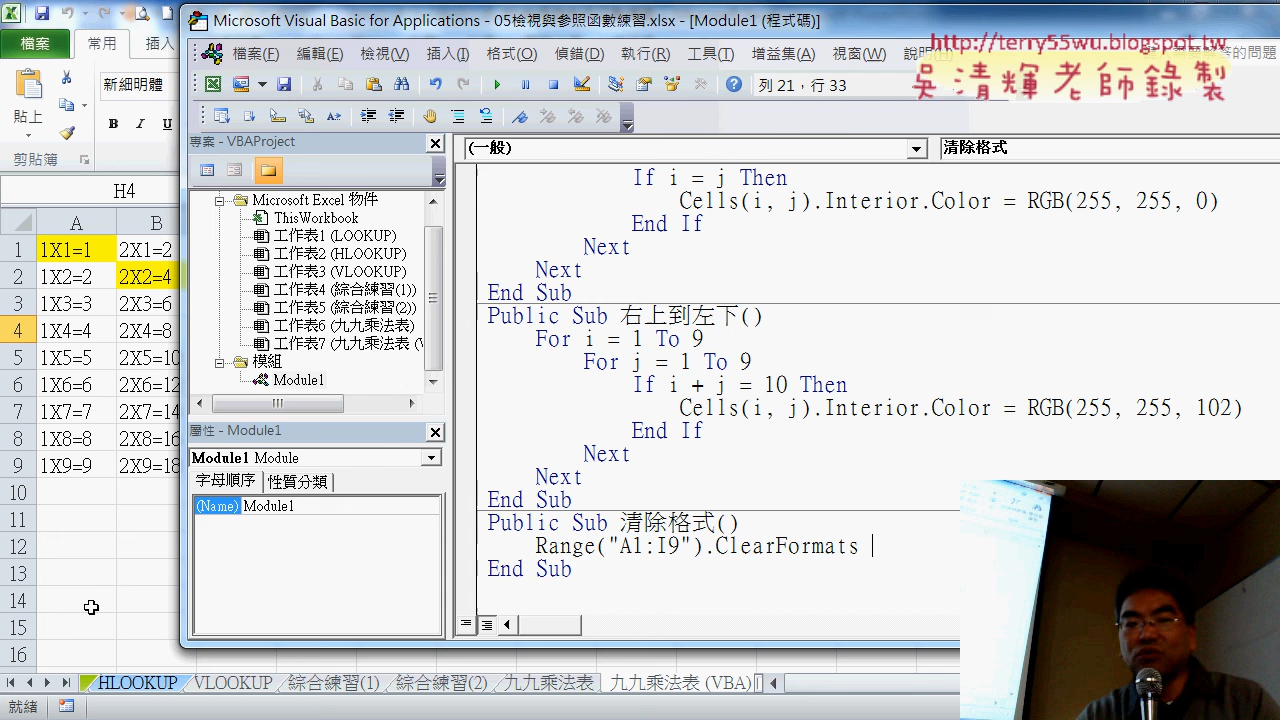 Microsoft Visual Basic for Applications - 05檢視與參照函數練習.xlsx - [Module1 (程式碼)]
檔案(F) 編輯(E) 檢視(V) 插入(I) 格式(O) 偵錯(D) 執行(R) 工具(T) 增益集(A) 視窗(W)
http://terry55wu.blogspot.tw
吳清輝老師錄製
列 21，行 33
檔案 常用 插入
新細明體
貼上
B I U
剪貼簿
H4
專案 - VBAProject
Microsoft Excel 物件
ThisWorkbook
工作表1 (LOOKUP)
工作表2 (HLOOKUP)
工作表3 (VLOOKUP)
工作表4 (綜合練習(1))
工作表5 (綜合練習(2))
工作表6 (九九乘法表)
工作表7 (九九乘法表 (V
模組
Module1
屬性 - Module1
Module1 Module
字母順序 性質分類
(Name) Module1
(一般) 清除格式
If i = j Then
Cells(i, j).Interior.Color = RGB(255, 255, 0)
End If
Next
Next
End Sub
Public Sub 右上到左下()
For i = 1 To 9
For j = 1 To 9
If i + j = 10 Then
Cells(i, j).Interior.Color = RGB(255, 255, 102)
End If
Next
Next
End Sub
Public Sub 清除格式()
Range("A1:I9").ClearFormats
End Sub
A B
1 1X1=1 2X1=2
2 1X2=2 2X2=4
3 1X3=3 2X3=6
4 1X4=4 2X4=8
5 1X5=5 2X5=10
6 1X6=6 2X6=12
7 1X7=7 2X7=14
8 1X8=8 2X8=16
9 1X9=9 2X9=18
10
11
12
13
14
15
16
HLOOKUP VLOOKUP 綜合練習(1) 綜合練習(2) 九九乘法表 九九乘法表 (VBA)
就緒